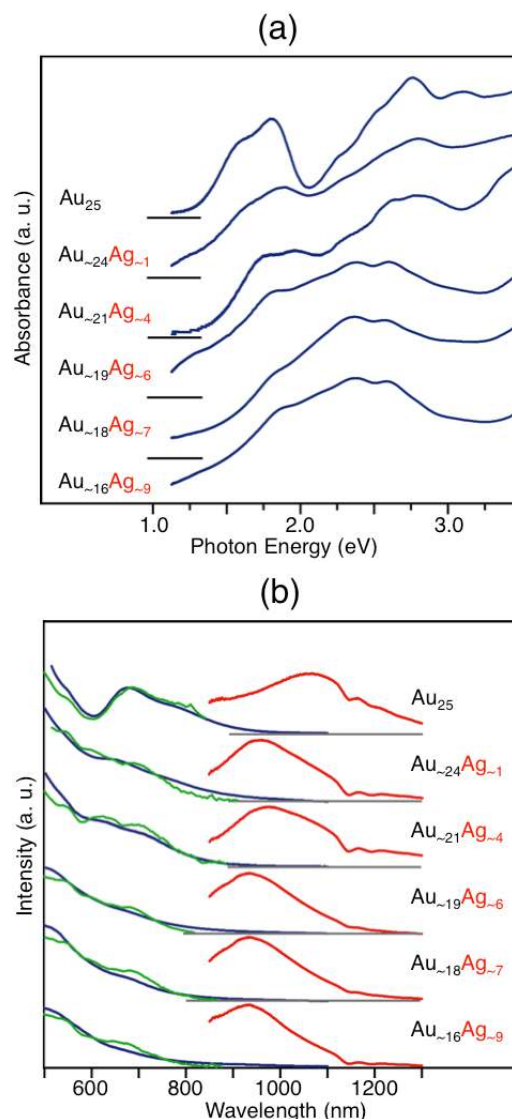 (a)
Absorbance (a. u.)
Au₂₅
Au~₂₄Ag~₁
Au~₂₁Ag~₄
Au~₁₉Ag~₆
Au~₁₈Ag~₇
Au~₁₆Ag~₉
1.0 2.0 3.0
Photon Energy (eV)
(b)
Intensity (a. u.)
Au₂₅
Au~₂₄Ag~₁
Au~₂₁Ag~₄
Au~₁₉Ag~₆
Au~₁₈Ag~₇
Au~₁₆Ag~₉
600 800 1000 1200
Wavelength (nm)